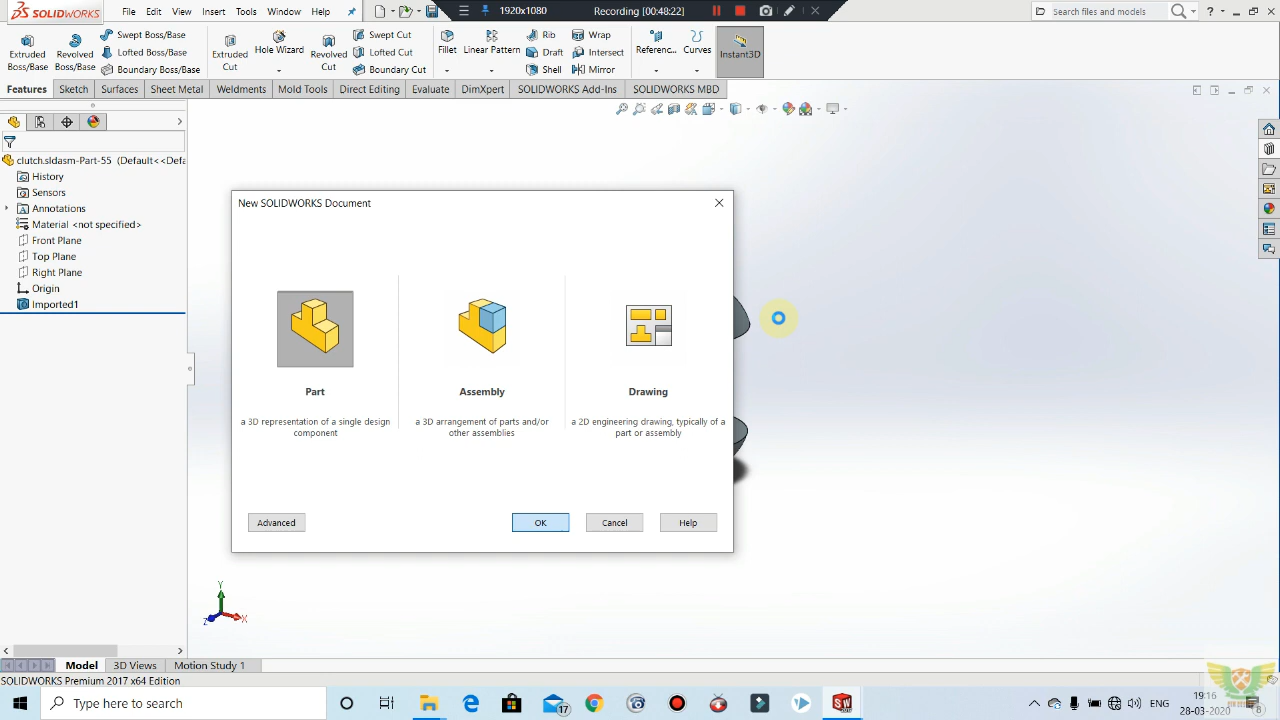 SOLIDWORKS File Edit View Insert Tools Window Help
1920x1080 Recording [00:48:22]
Search files and models
Extruded Boss/Base
Revolved Boss/Base
Swept Boss/Base
Lofted Boss/Base
Boundary Boss/Base
Extruded Cut
Hole Wizard
Revolved Cut
Swept Cut
Lofted Cut
Boundary Cut
Fillet
Linear Pattern
Rib
Draft
Shell
Wrap
Intersect
Mirror
Referenc...
Curves
Instant3D
Features Sketch Surfaces Sheet Metal Weldments Mold Tools Direct Editing Evaluate DimXpert SOLIDWORKS Add-Ins SOLIDWORKS MBD
clutch.sldasm-Part-55 (Default<<Defa
History
Sensors
Annotations
Material <not specified>
Front Plane
Top Plane
Right Plane
Origin
Imported1
New SOLIDWORKS Document
Part
a 3D representation of a single design
component
Assembly
a 3D arrangement of parts and/or
other assemblies
Drawing
a 2D engineering drawing, typically of a
part or assembly
Advanced OK Cancel Help
Y
Z X
Model 3D Views Motion Study 1
SOLIDWORKS Premium 2017 x64 Edition
Type here to search
17
SW
ENG
19:16
28-03-2020
8